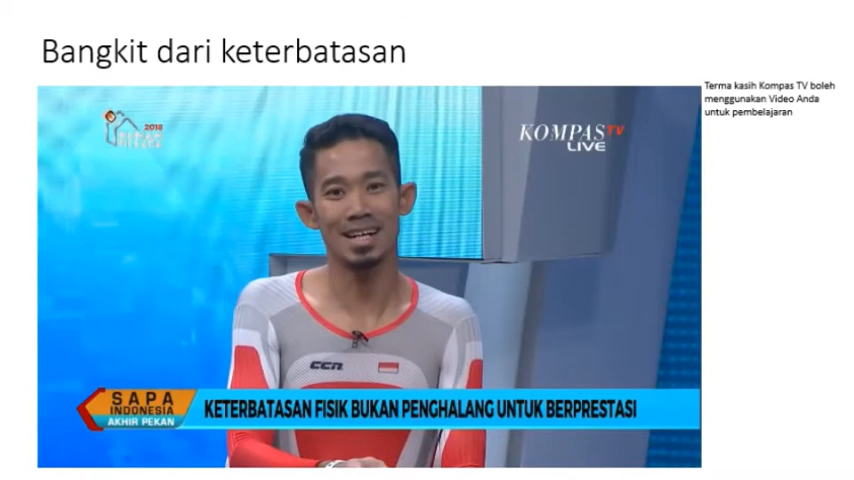 Bangkit dari keterbatasan
Terma kasih Kompas TV boleh
menggunakan Video Anda
untuk pembelajaran
2018
KOMPAS TV
LIVE
CCN
SAPA
INDONESIA
AKHIR PEKAN
KETERBATASAN FISIK BUKAN PENGHALANG UNTUK BERPRESTASI